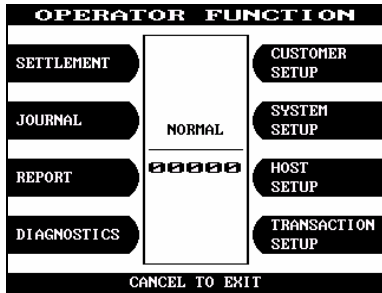 OPERATOR FUNCTION
SETTLEMENT
JOURNAL
REPORT
DIAGNOSTICS
NORMAL
00000
CUSTOMER
SETUP
SYSTEM
SETUP
HOST
SETUP
TRANSACTION
SETUP
CANCEL TO EXIT